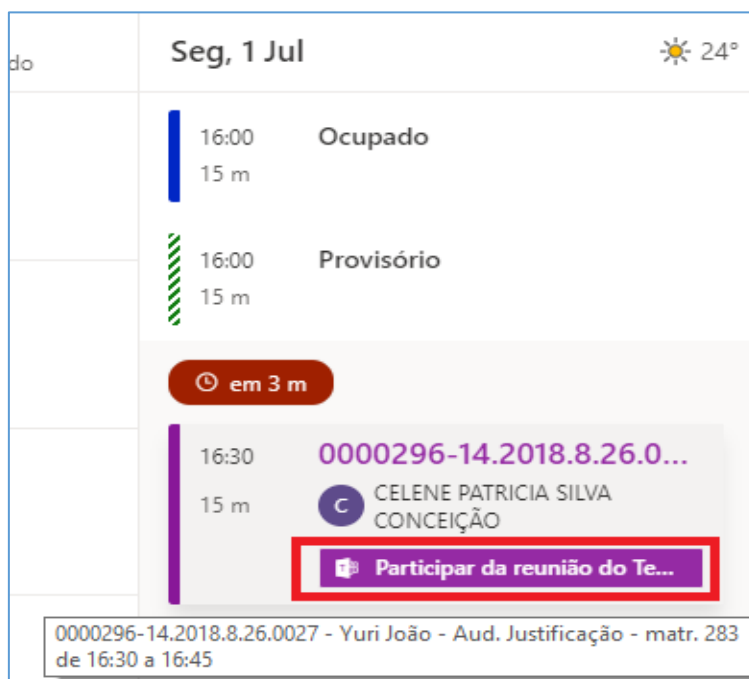 do
Seg, 1 Jul
24°
16:00 Ocupado
15 m
16:00 Provisório
15 m
em 3 m
16:30 0000296-14.2018.8.26.0...
15 m C CELENE PATRICIA SILVA
CONCEIÇÃO
Participar da reunião do Te...
0000296-14.2018.8.26.0027 - Yuri João - Aud. Justificação - matr. 283
de 16:30 a 16:45